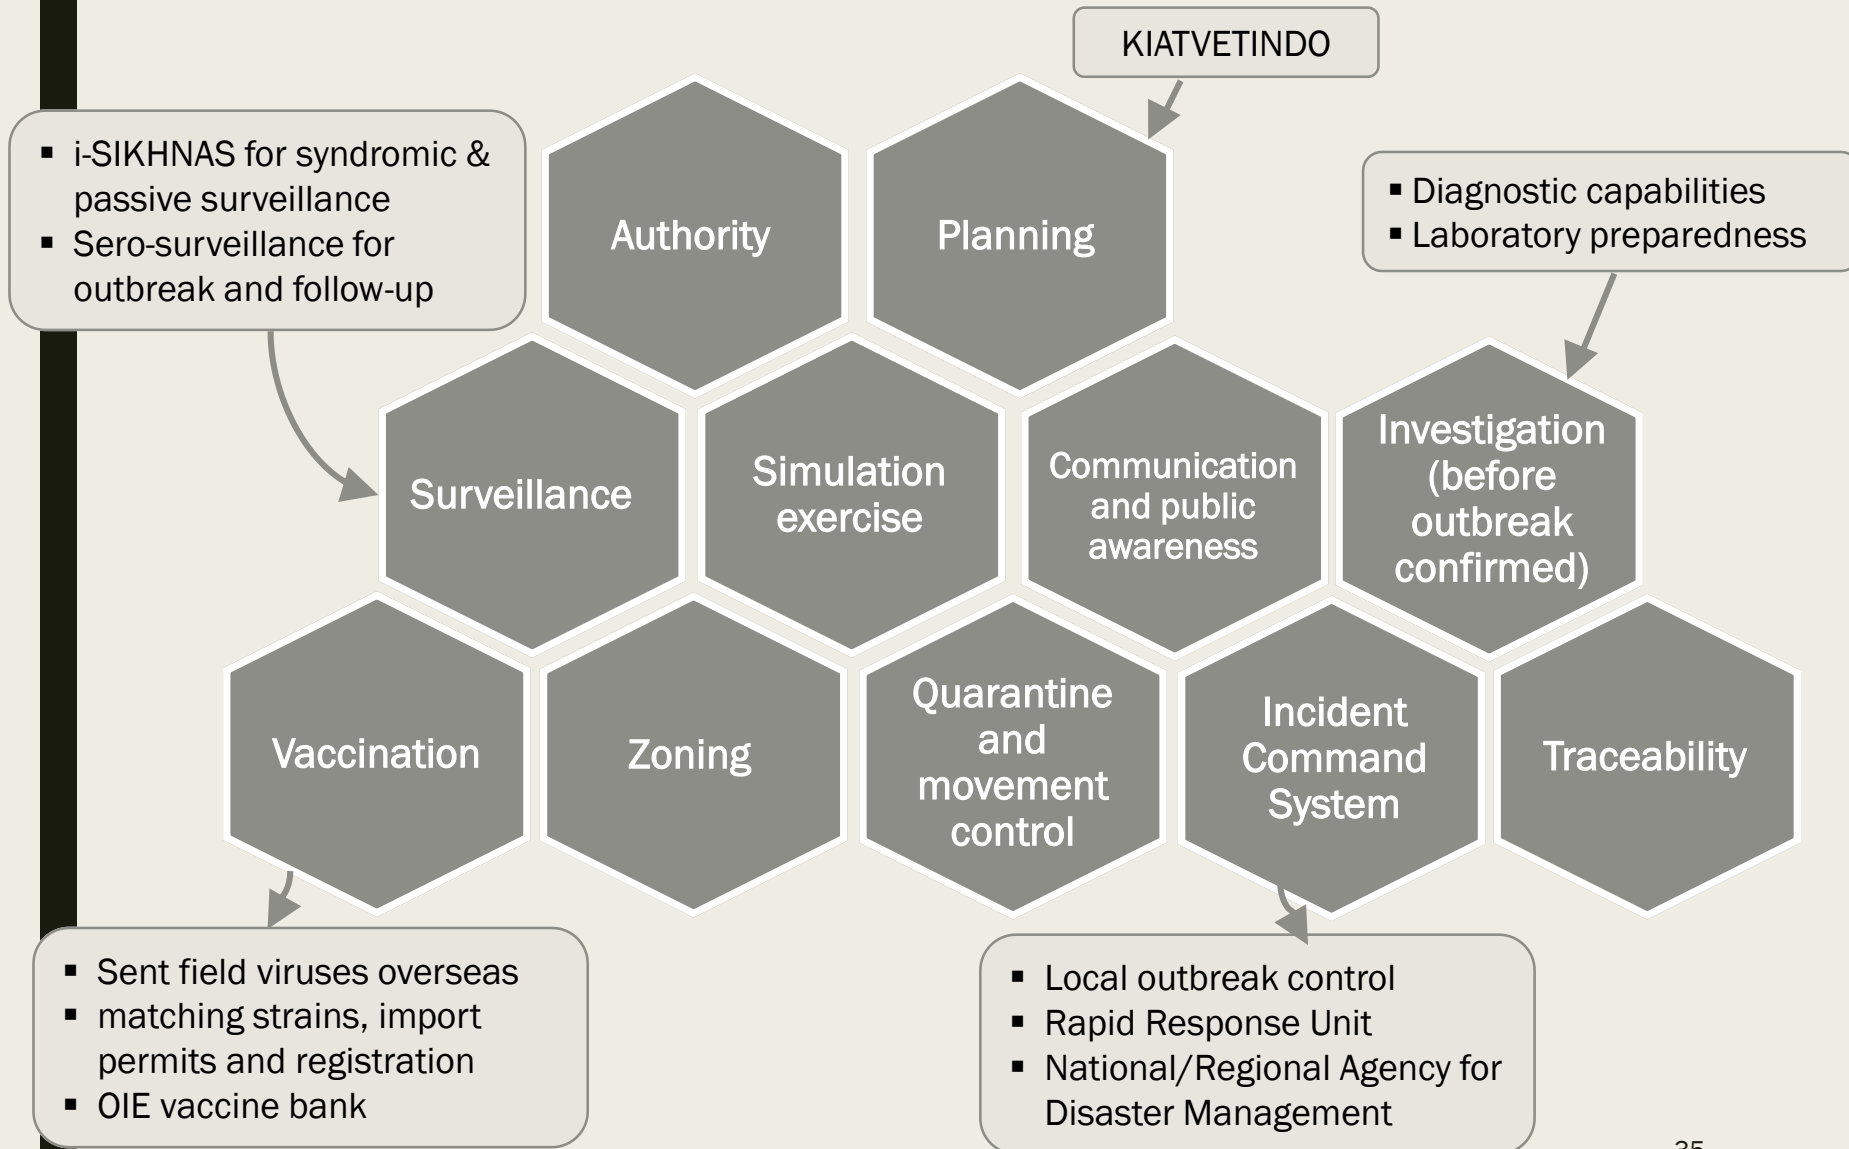 KIATVETINDO
▪ i-SIKHNAS for syndromic &
passive surveillance
▪ Sero-surveillance for
outbreak and follow-up
Authority
Planning
▪ Diagnostic capabilities
▪ Laboratory preparedness
Surveillance
Simulation
exercise
Communication
and public
awareness
Investigation
(before
outbreak
confirmed)
Vaccination
Zoning
Quarantine
and
movement
control
Incident
Command
System
Traceability
▪ Sent field viruses overseas
▪ matching strains, import
permits and registration
▪ OIE vaccine bank
▪ Local outbreak control
▪ Rapid Response Unit
▪ National/Regional Agency for
Disaster Management
35